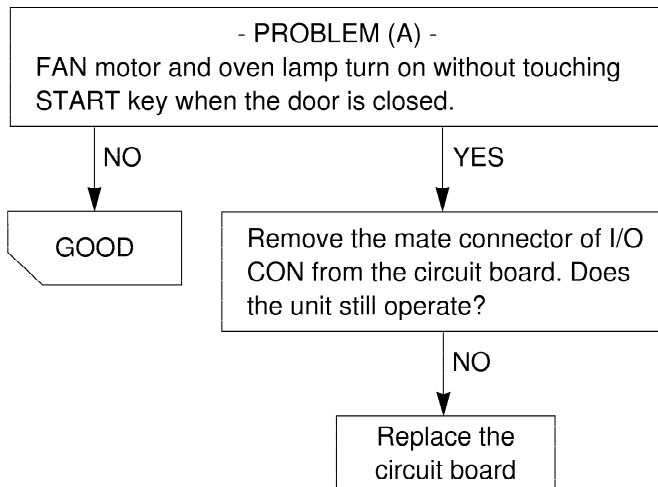 - PROBLEM (A) -
FAN motor and oven lamp turn on without touching
START key when the door is closed.
NO
YES
GOOD
Remove the mate connector of I/O
CON from the circuit board. Does
the unit still operate?
NO
Replace the
circuit board